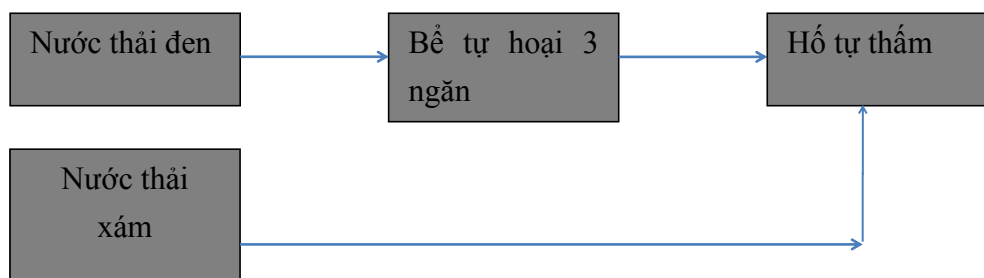 Nước thải đen
Bể tự hoại 3
ngăn
Hố tự thấm
Nước thải
xám